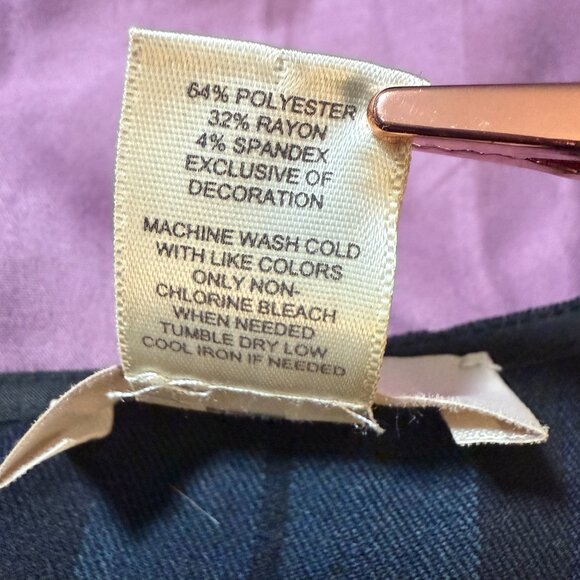 64% POLYESTER
32% RAYON
4% SPANDEX
EXCLUSIVE OF
DECORATION
MACHINE WASH COLD
WITH LIKE COLORS
ONLY NON-
CHLORINE BLEACH
WHEN NEEDED
TUMBLE DRY LOW
COOL IRON IF NEEDED